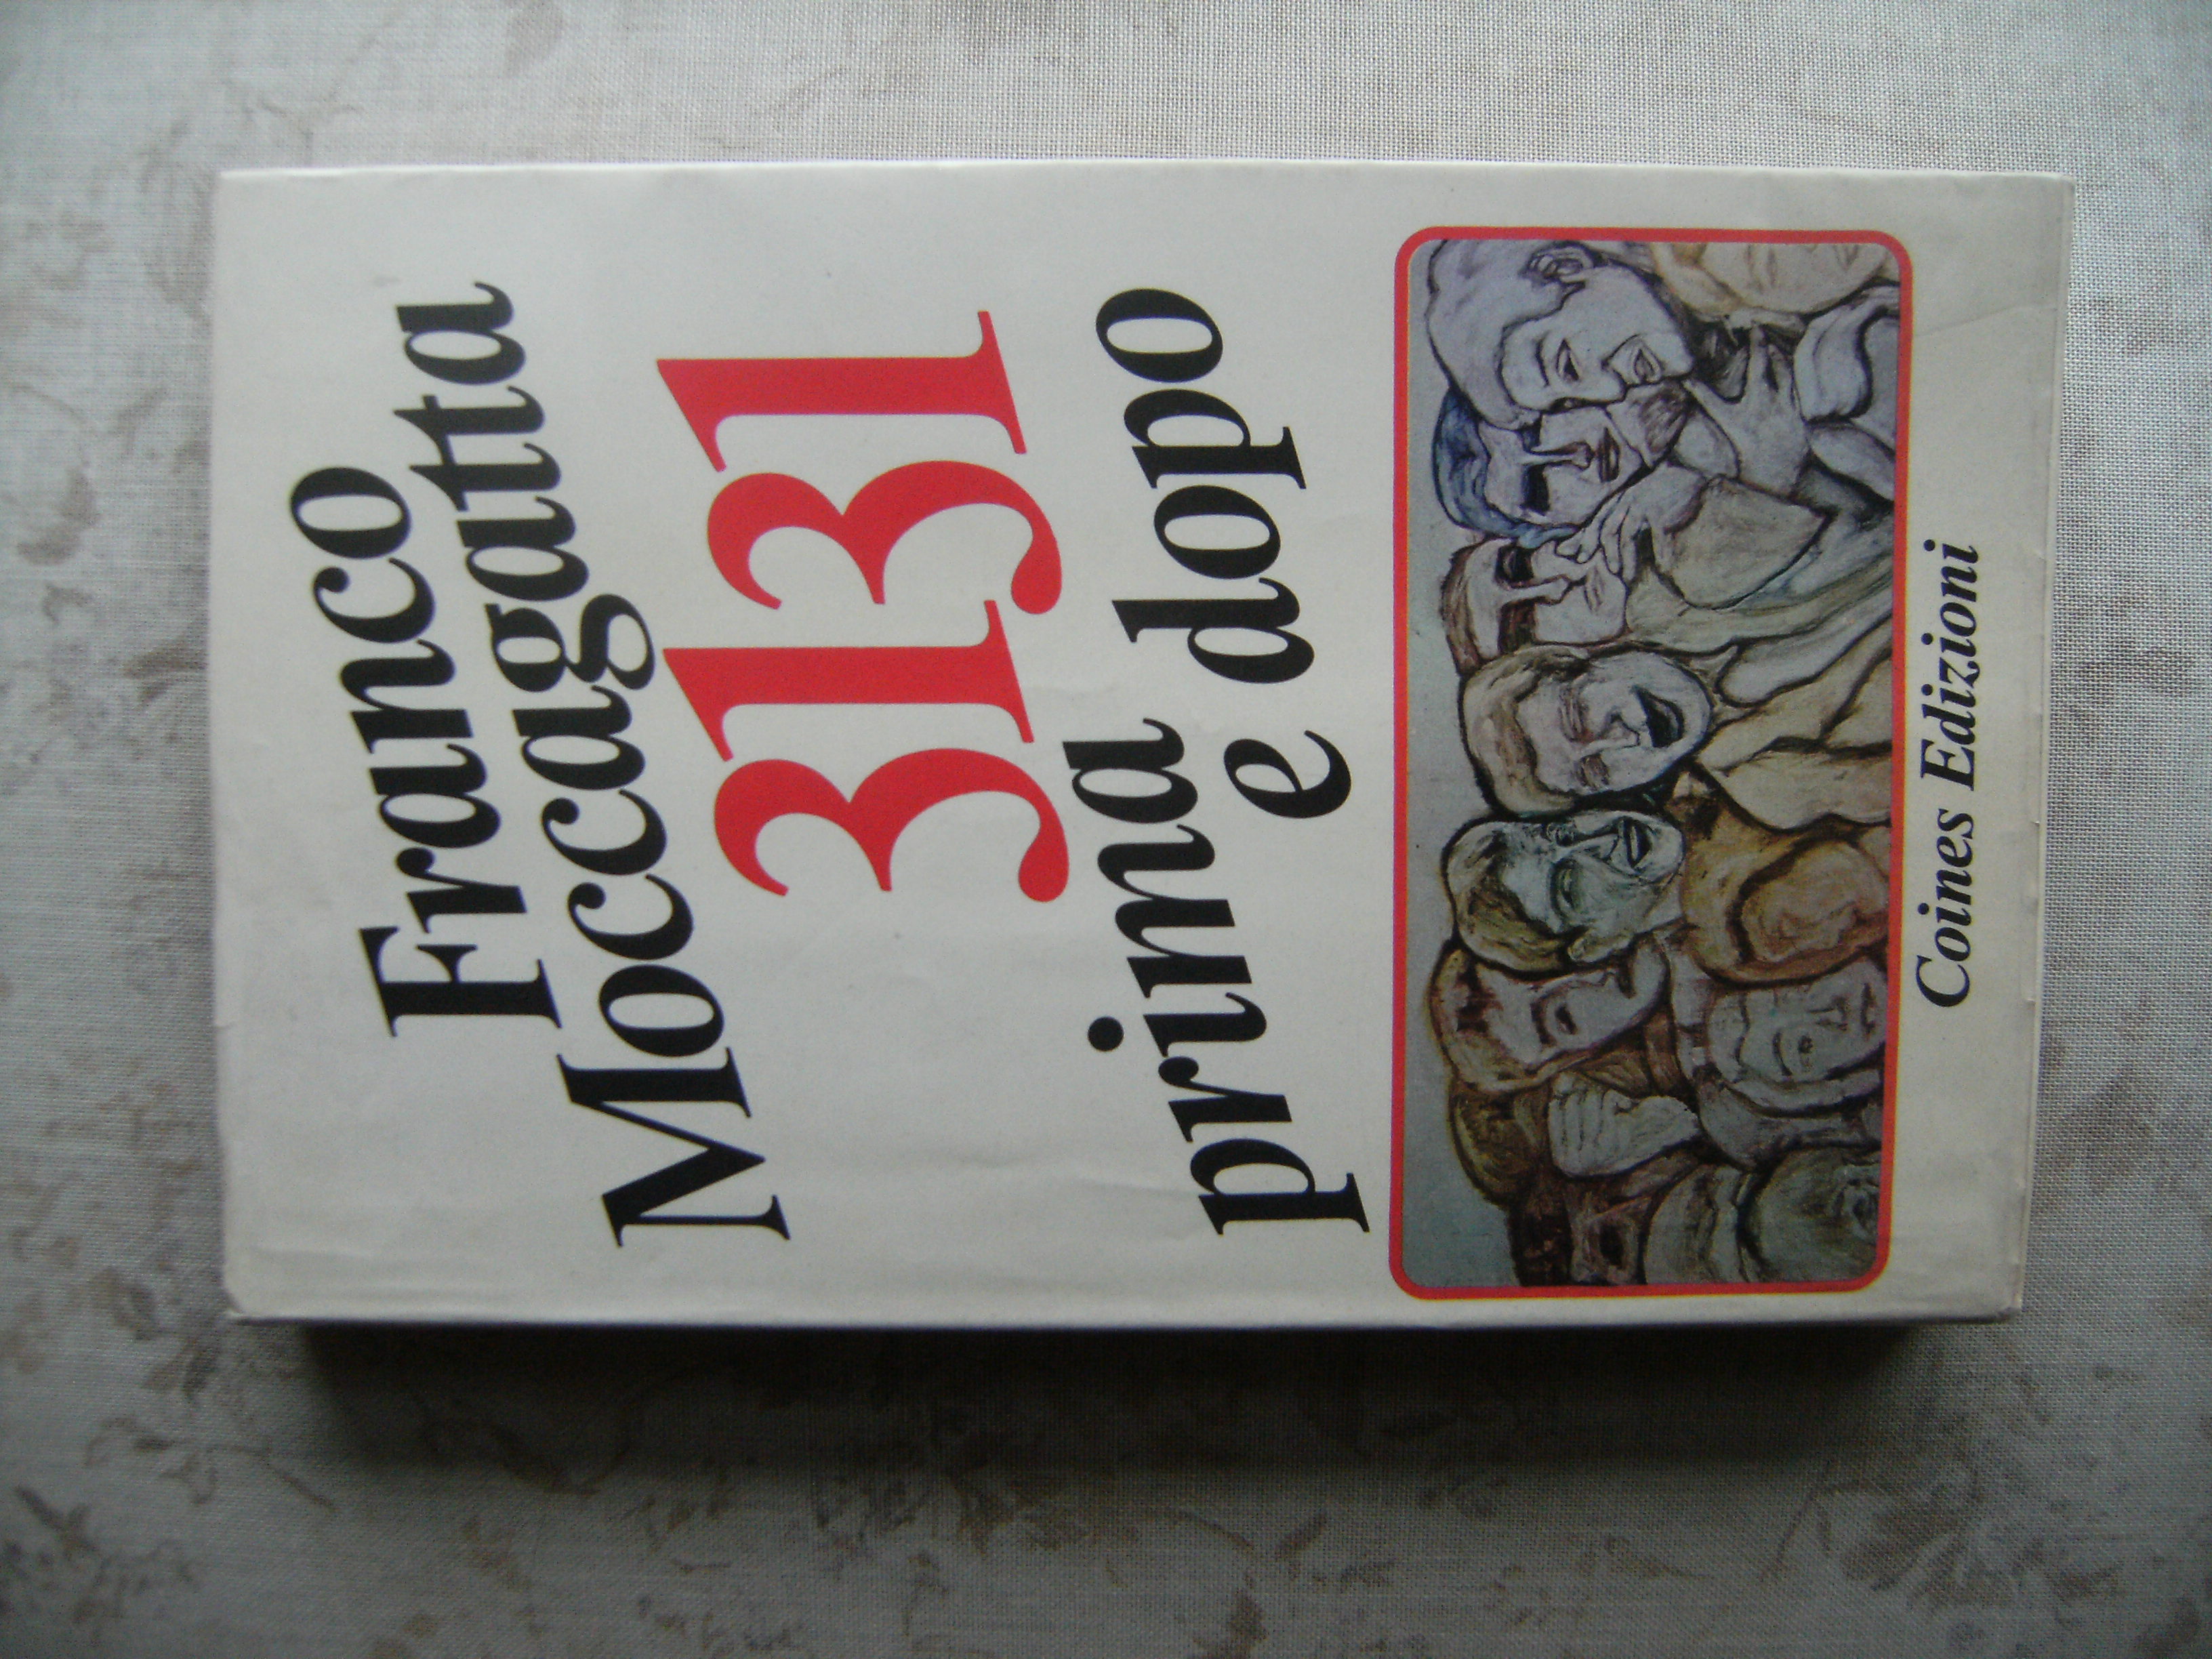 Franco
Moccagatta
3131
prima
e dopo
Coines Edizioni